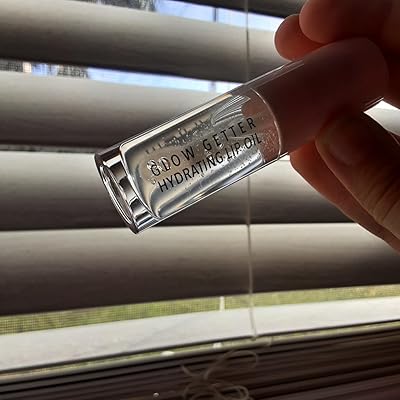 GLOW GETTER
HYDRATING LIP OIL